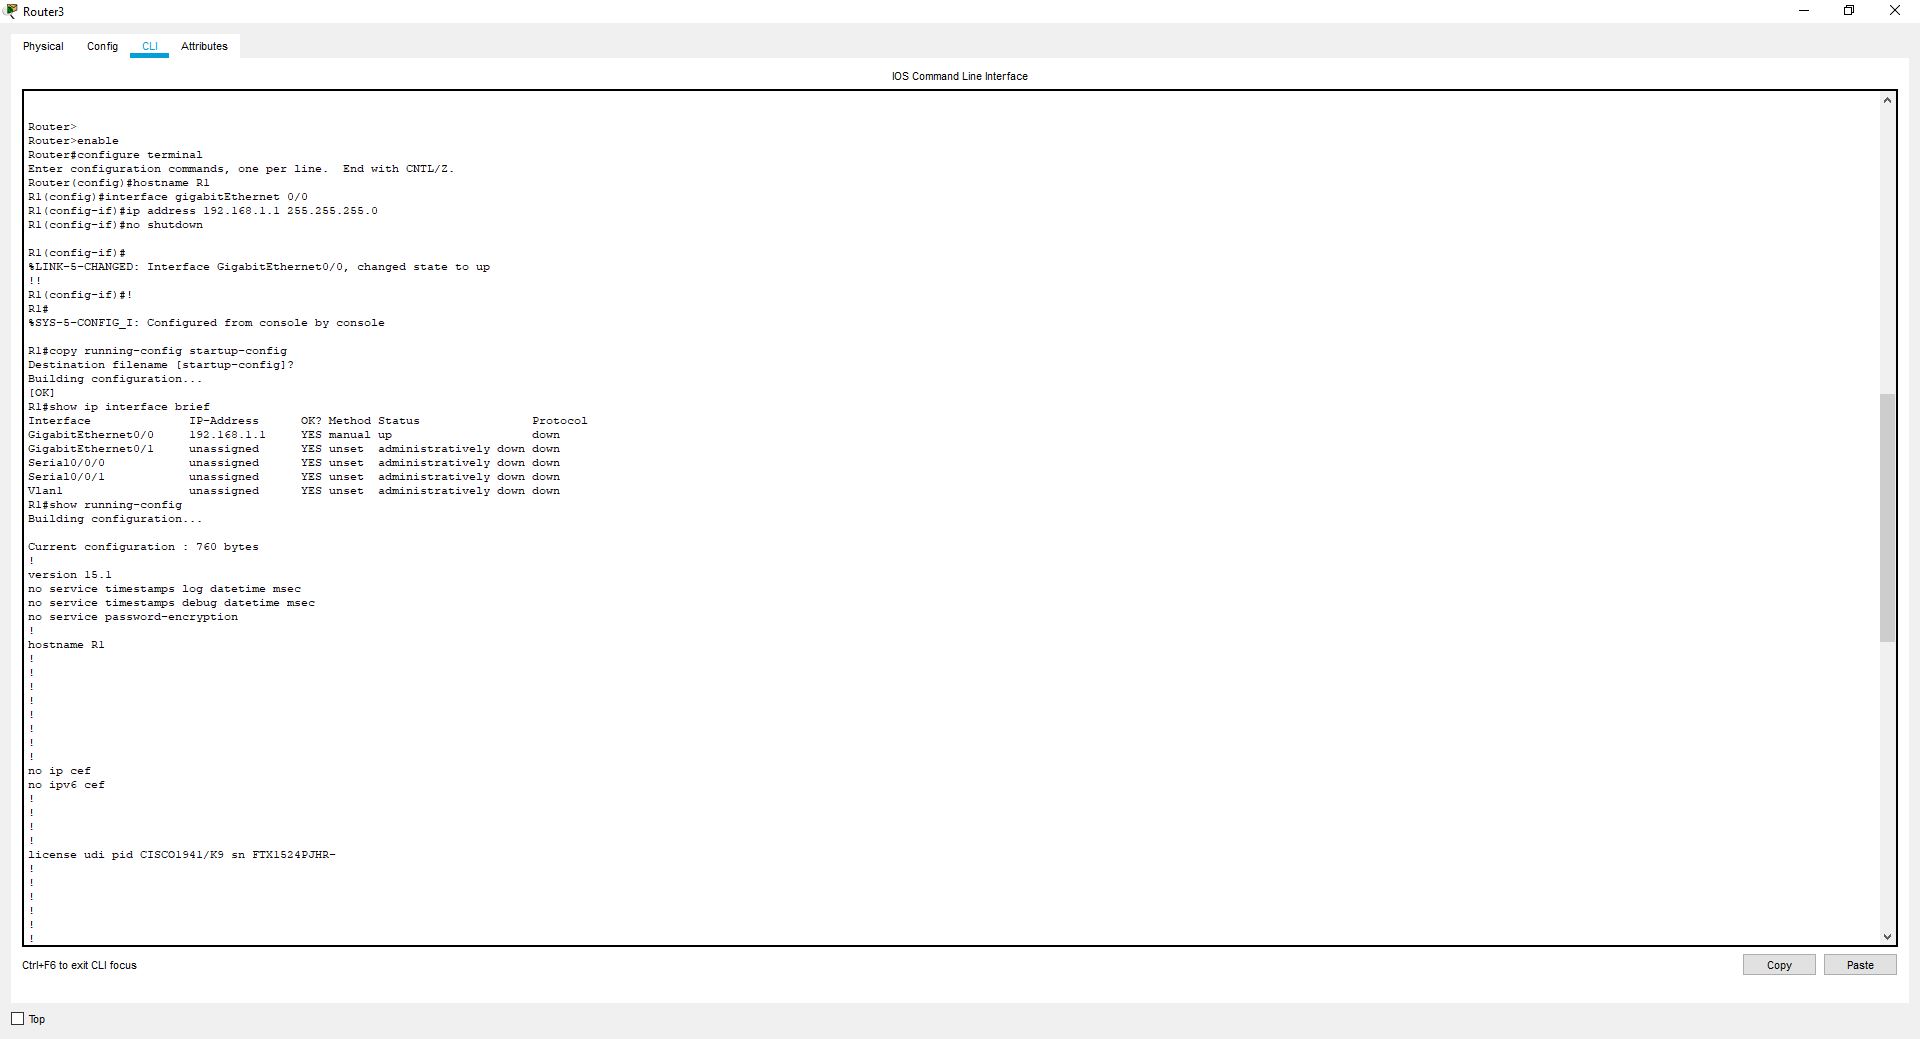 Router3
Physical Config CLI Attributes
IOS Command Line Interface
Router>
Router>enable
Router#configure terminal
Enter configuration commands, one per line.  End with CNTL/Z.
Router(config)#hostname R1
R1(config)#interface gigabitEthernet 0/0
R1(config-if)#ip address 192.168.1.1 255.255.255.0
R1(config-if)#no shutdown
R1(config-if)#
%LINK-5-CHANGED: Interface GigabitEthernet0/0, changed state to up
!!
R1(config-if)#!
R1#
%SYS-5-CONFIG_I: Configured from console by console
R1#copy running-config startup-config
Destination filename [startup-config]?
Building configuration...
[OK]
R1#show ip interface brief
Interface              IP-Address      OK? Method Status                Protocol
GigabitEthernet0/0     192.168.1.1     YES manual up                    down
GigabitEthernet0/1     unassigned      YES unset  administratively down down
Serial0/0/0            unassigned      YES unset  administratively down down
Serial0/0/1            unassigned      YES unset  administratively down down
Vlan1                  unassigned      YES unset  administratively down down
R1#show running-config
Building configuration...
Current configuration : 760 bytes
!
version 15.1
no service timestamps log datetime msec
no service timestamps debug datetime msec
no service password-encryption
!
hostname R1
!
!
!
!
!
!
!
!
no ip cef
no ipv6 cef
!
!
!
!
license udi pid CISCO1941/K9 sn FTX1524PJHR-
!
!
!
!
!
!
Ctrl+F6 to exit CLI focus
Copy Paste
Top